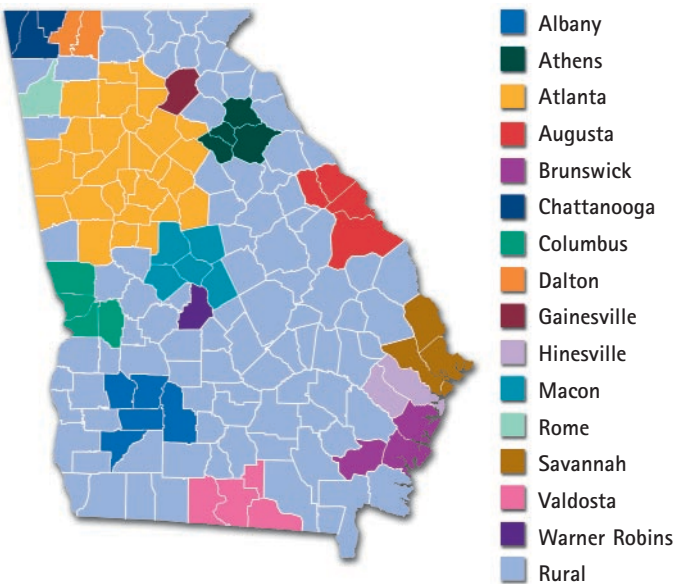 Albany
Athens
Atlanta
Augusta
Brunswick
Chattanooga
Columbus
Dalton
Gainesville
Hinesville
Macon
Rome
Savannah
Valdosta
Warner Robins
Rural